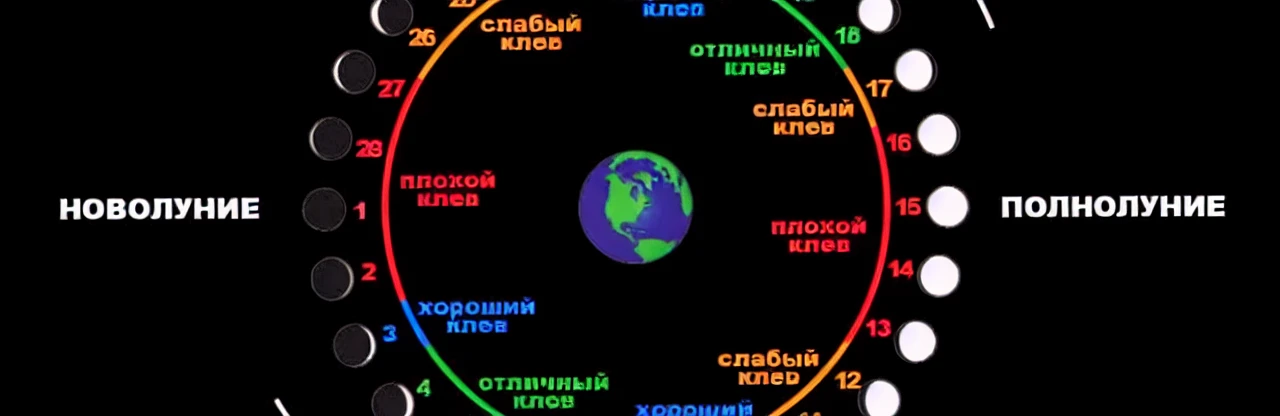 клев
слабый
клев
26
отличный
клев
18
27
17
слабый
клев
28
16
плохой
клев
НОВОЛУНИЕ
1
15
ПОЛНОЛУНИЕ
плохой
клев
2
14
хороший
клев
3
13
слабый
клев
12
4
отличный
клев
хороший